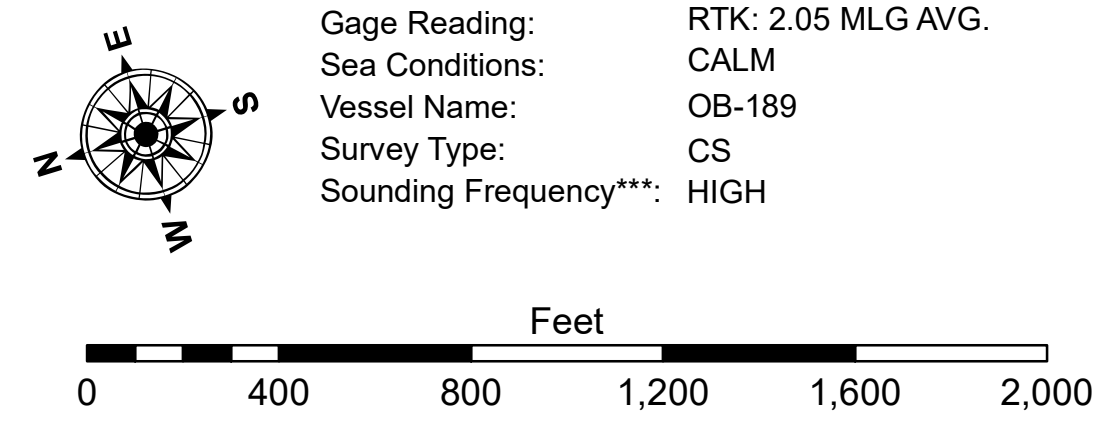 E
S
N
W
Gage Reading: RTK: 2.05 MLG AVG.
Sea Conditions: CALM
Vessel Name: OB-189
Survey Type: CS
Sounding Frequency***: HIGH
Feet
0 400 800 1,200 1,600 2,000